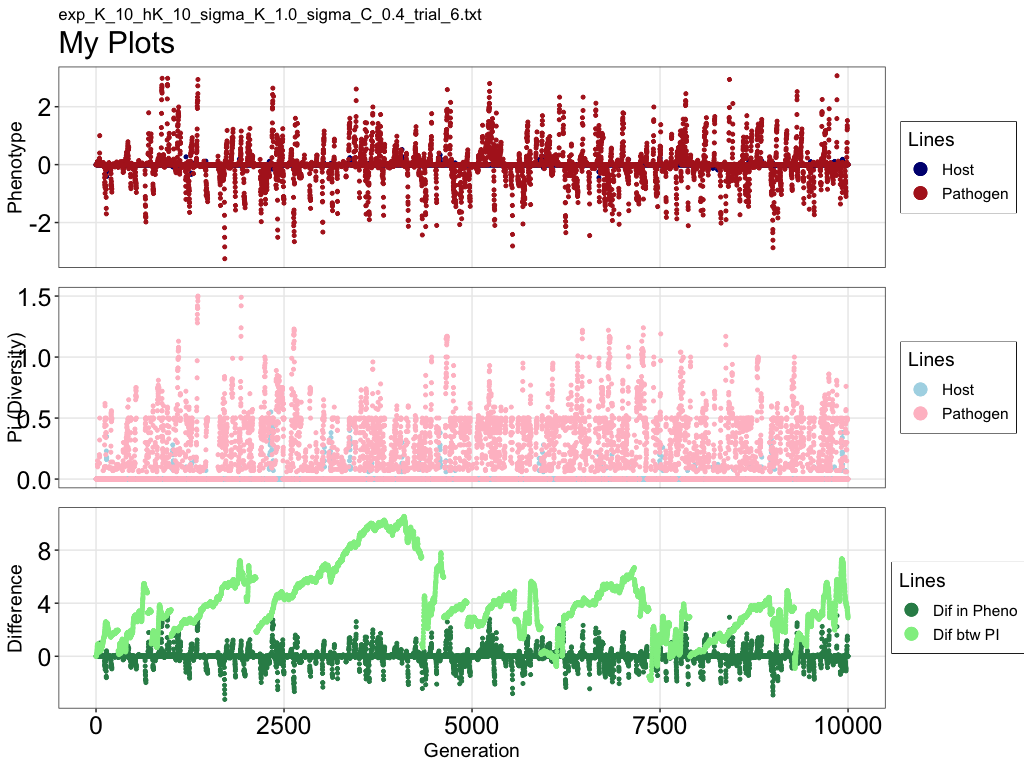 exp_K_10_hK_10_sigma_K_1.0_sigma_C_0.4_trial_6.txt
My Plots
Phenotype
2
0
-2
Lines
Host
Pathogen
Pi (Diversity)
1.5
1.0
0.5
0.0
Lines
Host
Pathogen
Difference
8
4
0
Lines
Dif in Pheno
Dif btw PI
0
2500
5000
7500
10000
Generation